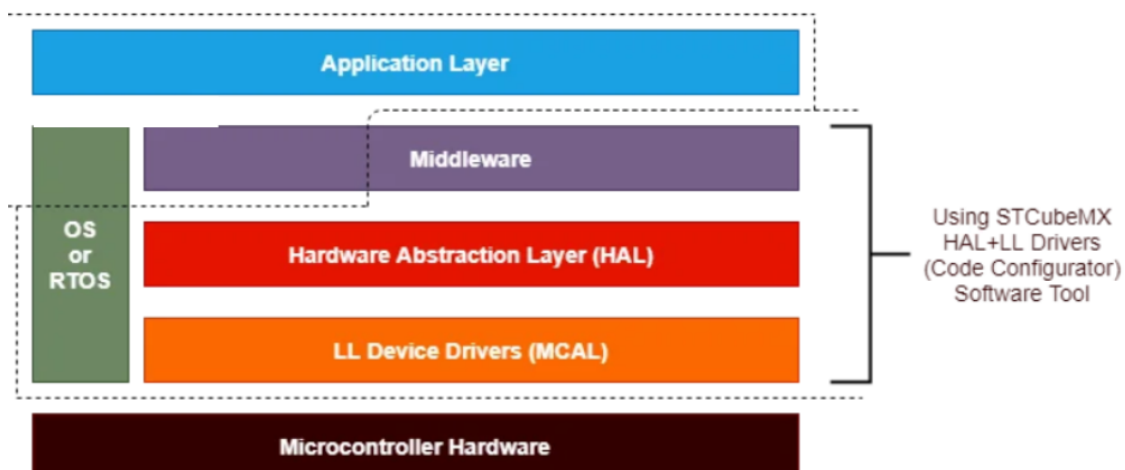 Application Layer
Middleware
OS
or
RTOS
Hardware Abstraction Layer (HAL)
LL Device Drivers (MCAL)
Using STCubeMX
HAL+LL Drivers
(Code Configurator)
Software Tool
Microcontroller Hardware